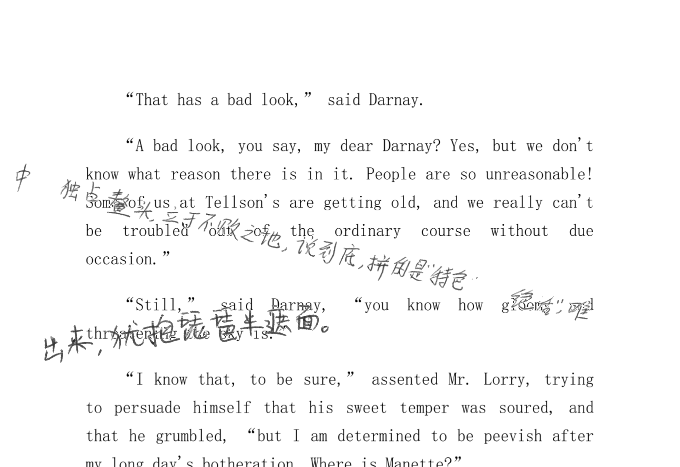 “That has a bad look,” said Darnay.
“A bad look, you say, my dear Darnay? Yes, but we don't
know what reason there is in it. People are so unreasonable!
Some of us at Tellson's are getting old, and we really can't
be troubled out of the ordinary course without due
occasion.”
中
独占鳌头,立于不败之地,说到底,拼的是“特色”
“Still,” said Darnay, “you know how
绝活”。唯
threatening the sky is.”
出来,犹抱琵琶半遮面。
“I know that, to be sure,” assented Mr. Lorry, trying
to persuade himself that his sweet temper was soured, and
that he grumbled, “but I am determined to be peevish after
my long day's botheration. Where is Manette?”